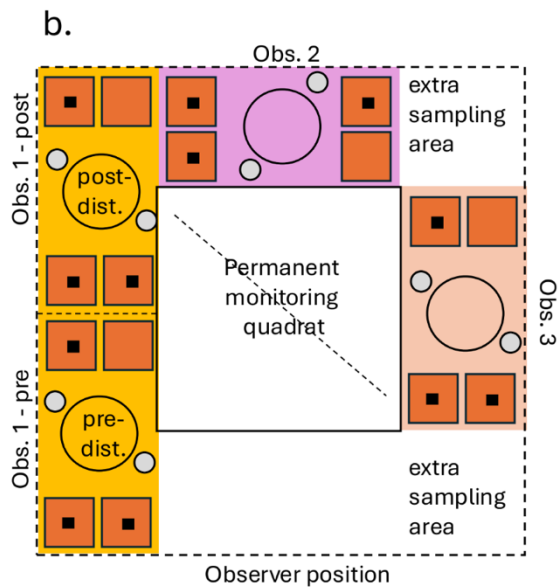 b.
Obs. 2
extra
sampling
area
Obs. 1 - post
post-
dist.
Permanent
monitoring
quadrat
Obs. 3
Obs. 1 - pre
pre-
dist.
extra
sampling
area
Observer position